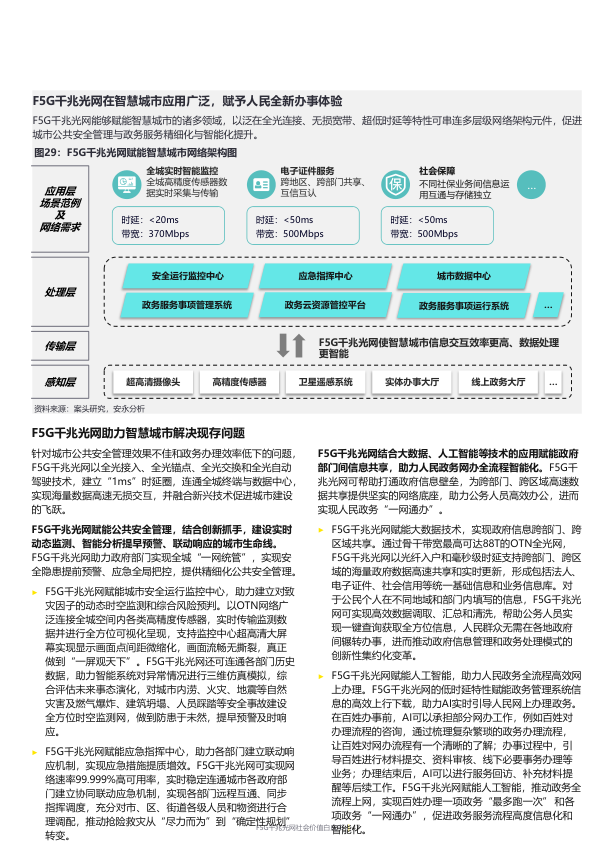 F5G千兆光网在智慧城市应用广泛，赋予人民全新办事体验
F5G千兆光网能够赋能智慧城市的诸多领域，以泛在全光连接、无损宽带、超低时延等特性可串连多层级网络架构元件，促进
城市公共安全管理与政务服务精细化与智能化提升。
图29：F5G千兆光网赋能智慧城市网络架构图
应用层
场景范例
及
网络需求
全城实时智能监控
全城高精度传感器数
据实时采集与传输
时延：<20ms
带宽：370Mbps
电子证件服务
跨地区、跨部门共享、
互信互认
时延：<50ms
带宽：500Mbps
社会保障
不同社保业务间信息运
用互通与存储独立
时延：<50ms
带宽：500Mbps
...
处理层
安全运行监控中心
应急指挥中心
城市数据中心
政务服务事项管理系统
政务云资源管控平台
政务服务事项运行系统
...
传输层
F5G千兆光网使智慧城市信息交互效率更高、数据处理
更智能
感知层
超高清摄像头
高精度传感器
卫星遥感系统
实体办事大厅
线上政务大厅
...
资料来源：案头研究，安永分析
F5G千兆光网助力智慧城市解决现存问题
针对城市公共安全管理效果不佳和政务办理效率低下的问题，
F5G千兆光网以全光接入、全光锚点、全光交换和全光自动
驾驶技术，建立“1ms”时延圈，连通全城终端与数据中心，
实现海量数据高速无损交互，并融合新兴技术促进城市建设
的飞跃。
F5G千兆光网赋能公共安全管理，结合创新抓手，建设实时
动态监测、智能分析提早预警、联动响应的城市生命线。
F5G千兆光网助力政府部门实现全城“一网统管”，实现安
全隐患提前预警、应急全局把控，提供精细化公共安全管理。
► F5G千兆光网赋能城市安全运行监控中心，助力建立对致
灾因子的动态时空监测和综合风险预判。以OTN网络广
泛连接全城空间内各类高精度传感器，实时传输监测数
据并进行全方位可视化呈现，支持监控中心超高清大屏
幕实现显示画面点间距微缩化，画面流畅无撕裂，真正
做到“一屏观天下”。F5G千兆光网还可连通各部门历史
数据，助力智能系统对异常情况进行三维仿真模拟，综
合评估未来事态演化，对城市内涝、火灾、地震等自然
灾害及燃气爆炸、建筑坍塌、人员踩踏等安全事故建设
全方位时空监测网，做到防患于未然，提早预警及时响
应。
► F5G千兆光网赋能应急指挥中心，助力各部门建立联动响
应机制，实现应急措施提质增效。F5G千兆光网可实现网
络速率99.999%高可用率，实时稳定连通城市各政府部
门建立协同联动应急机制，实现各部门远程互通、同步
指挥调度，充分对市、区、街道各级人员和物资进行合
理调配，推动抢险救灾从“尽力而为”到“确定性规划”
转变。
F5G千兆光网结合大数据、人工智能等技术的应用赋能政府
部门间信息共享，助力人民政务网办全流程智能化。F5G千
兆光网可帮助打通政府信息壁垒，为跨部门、跨区域高速数
据共享提供坚实的网络底座，助力公务人员高效办公，进而
实现人民政务“一网通办”。
► F5G千兆光网赋能大数据技术，实现政府信息跨部门、跨
区域共享。通过骨干带宽最高可达88T的OTN全光网，
F5G千兆光网以光纤入户和毫秒级时延支持跨部门、跨区
域的海量政府数据高速共享和实时更新，形成包括法人、
电子证件、社会信用等统一基础信息和业务信息库。对
于公民个人在不同地域和部门内填写的信息，F5G千兆光
网可实现高效数据调取、汇总和清洗，帮助公务人员实
现一键查询获取全方位信息，人民群众无需在各地政府
间辗转办事，进而推动政府信息管理和政务处理模式的
创新性集约化变革。
► F5G千兆光网赋能人工智能，助力人民政务全流程高效网
上办理。F5G千兆光网的低时延特性赋能政务管理系统信
息的高效上行下载，助力AI实时引导人民网上办理政务。
在百姓办事前，AI可以承担部分网办工作，例如百姓对
办理流程的咨询，通过梳理复杂繁琐的政务办理流程，
让百姓对网办流程有一个清晰的了解；办事过程中，引
导百姓进行材料提交、资料审核、线下必要事务办理等
业务；办理结束后，AI可以进行服务回访、补充材料提
醒等后续工作。F5G千兆光网赋能人工智能，推动政务全
流程上网，实现百姓办理一项政务“最多跑一次”和各
项政务“一网通办”，促进政务服务流程高度信息化和
智能化。
F5G千兆光网社会价值白